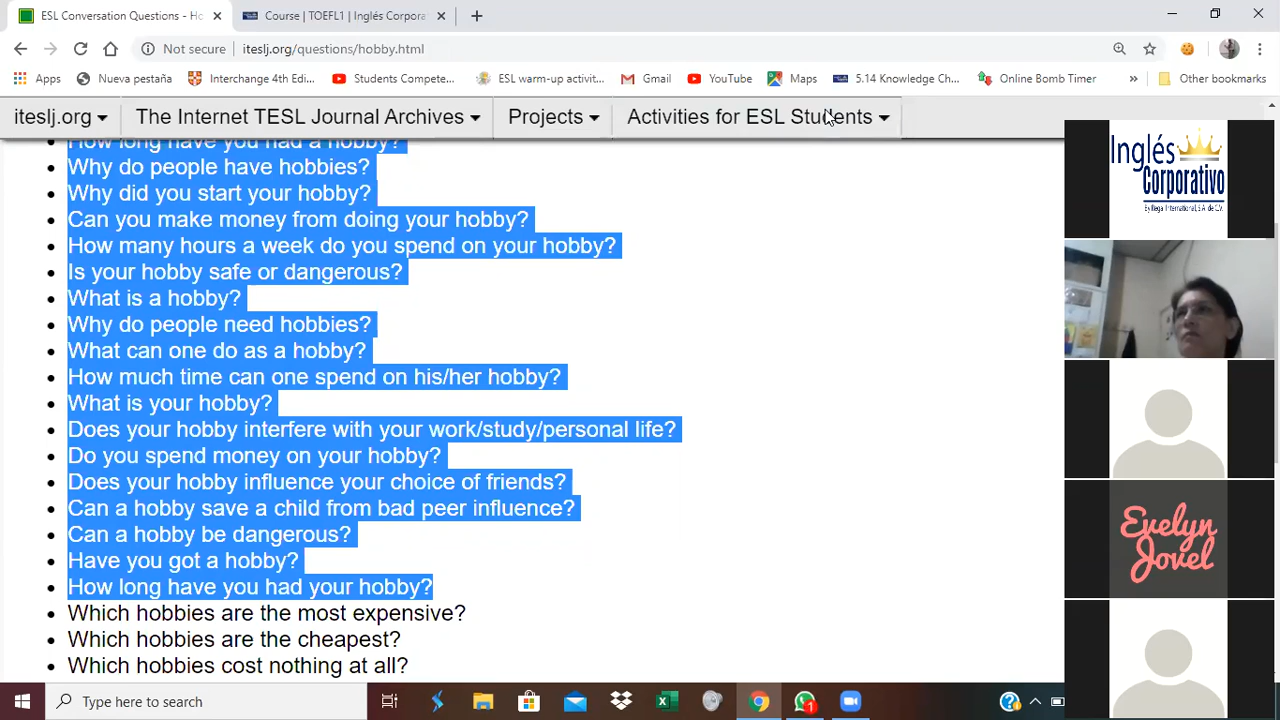 ESL Conversation Questions - Ho
Course | TOEFL1 | Inglés Corpora
Not secure
iteslj.org/questions/hobby.html
Apps
Nueva pestaña
Interchange 4th Edi...
Students Compete...
ESL warm-up activit...
Gmail
YouTube
Maps
5.14 Knowledge Ch...
Online Bomb Timer
»
Other bookmarks
iteslj.org
The Internet TESL Journal Archives
Projects
Activities for ESL Students
How long have you had a hobby?
Why do people have hobbies?
Why did you start your hobby?
Can you make money from doing your hobby?
How many hours a week do you spend on your hobby?
Is your hobby safe or dangerous?
What is a hobby?
Why do people need hobbies?
What can one do as a hobby?
How much time can one spend on his/her hobby?
What is your hobby?
Does your hobby interfere with your work/study/personal life?
Do you spend money on your hobby?
Does your hobby influence your choice of friends?
Can a hobby save a child from bad peer influence?
Can a hobby be dangerous?
Have you got a hobby?
How long have you had your hobby?
Which hobbies are the most expensive?
Which hobbies are the cheapest?
Which hobbies cost nothing at all?
Inglés
Corporativo
Evelyn
Jovel
Type here to search